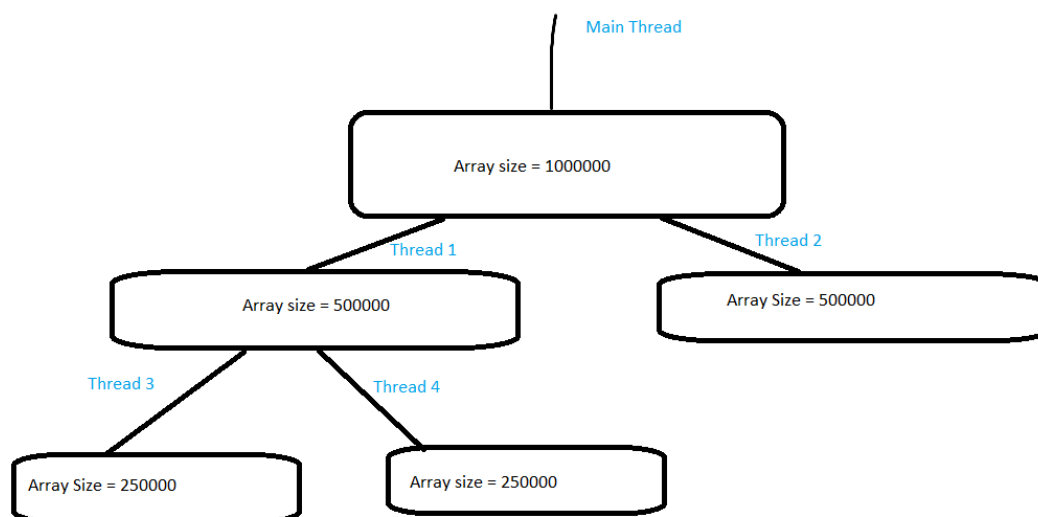 Main Thread
Array size = 1000000
Thread 1
Thread 2
Array size = 500000
Array Size = 500000
Thread 3
Thread 4
Array Size = 250000
Array size = 250000